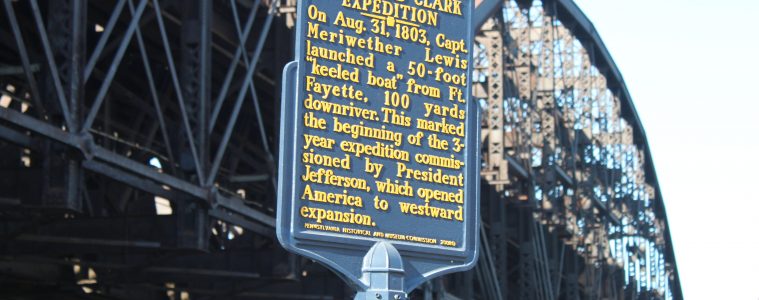 CLARK
EXPEDITION
On Aug. 31, 1803, Capt.
Meriwether Lewis
launched a 50-foot
"keeled boat" from Ft.
Fayette, 100 yards
downriver. This marked
the beginning of the 3-
year expedition commis-
sioned by President
Jefferson, which opened
America to westward
expansion.
PENNSYLVANIA HISTORICAL AND MUSEUM COMMISSION